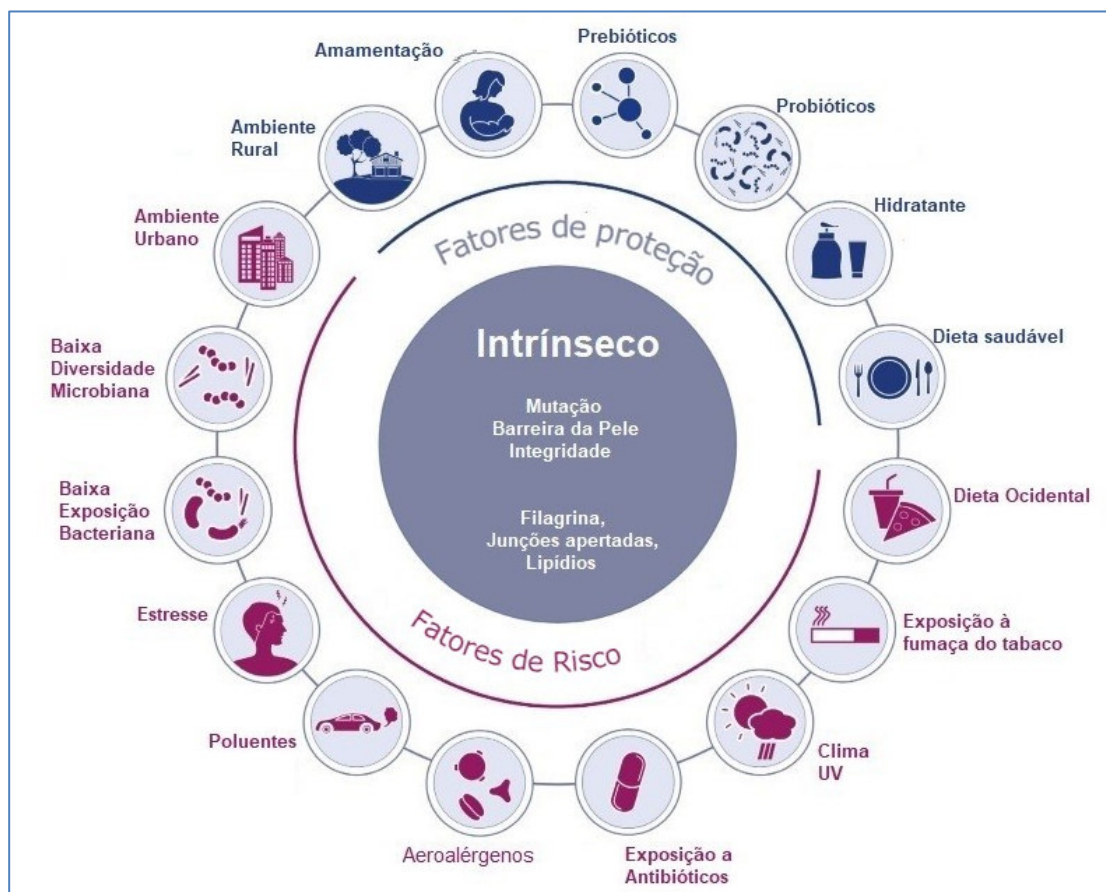 Prebióticos
Amamentação
Probióticos
Ambiente
Rural
Hidratante
Ambiente
Urbano
Fatores de proteção
Dieta saudável
Intrínseco
Baixa
Diversidade
Microbiana
Mutação
Barreira da Pele
Integridade
Baixa
Exposição
Bacteriana
Dieta Ocidental
Filagrina,
Junções apertadas,
Lipídios
Estresse
Exposição à
fumaça do tabaco
Fatores de Risco
Poluentes
Clima
UV
Aeroalérgenos
Exposição a
Antibióticos